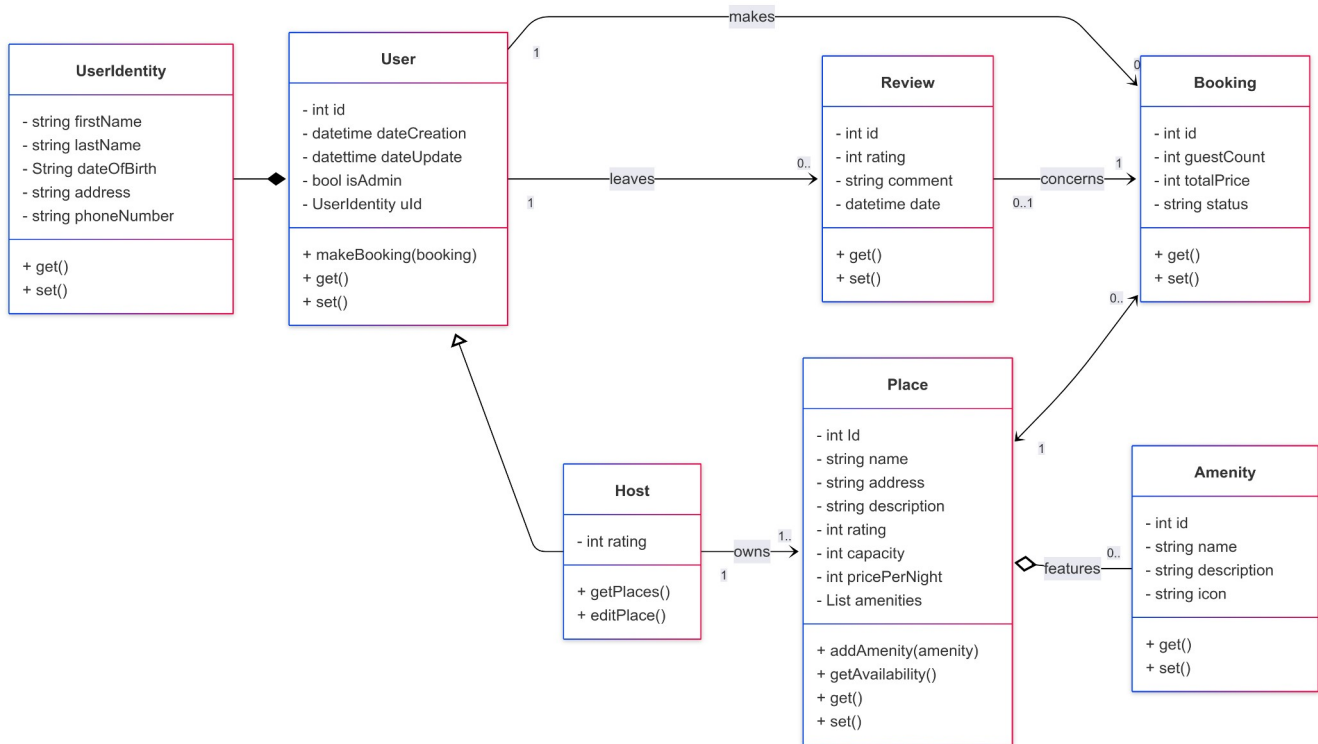 makes
1
0
UserIdentity
- string firstName
- string lastName
- String dateOfBirth
- string address
- string phoneNumber
+ get()
+ set()
User
- int id
- datetime dateCreation
- datettime dateUpdate
- bool isAdmin
- UserIdentity uId
+ makeBooking(booking)
+ get()
+ set()
leaves
1
0..
Review
- int id
- int rating
- string comment
- datetime date
+ get()
+ set()
concerns
0..1
1
Booking
- int id
- int guestCount
- int totalPrice
- string status
+ get()
+ set()
0..
1
Host
- int rating
+ getPlaces()
+ editPlace()
owns
1
1..
Place
- int Id
- string name
- string address
- string description
- int rating
- int capacity
- int pricePerNight
- List amenities
+ addAmenity(amenity)
+ getAvailability()
+ get()
+ set()
features
0..
Amenity
- int id
- string name
- string description
- string icon
+ get()
+ set()